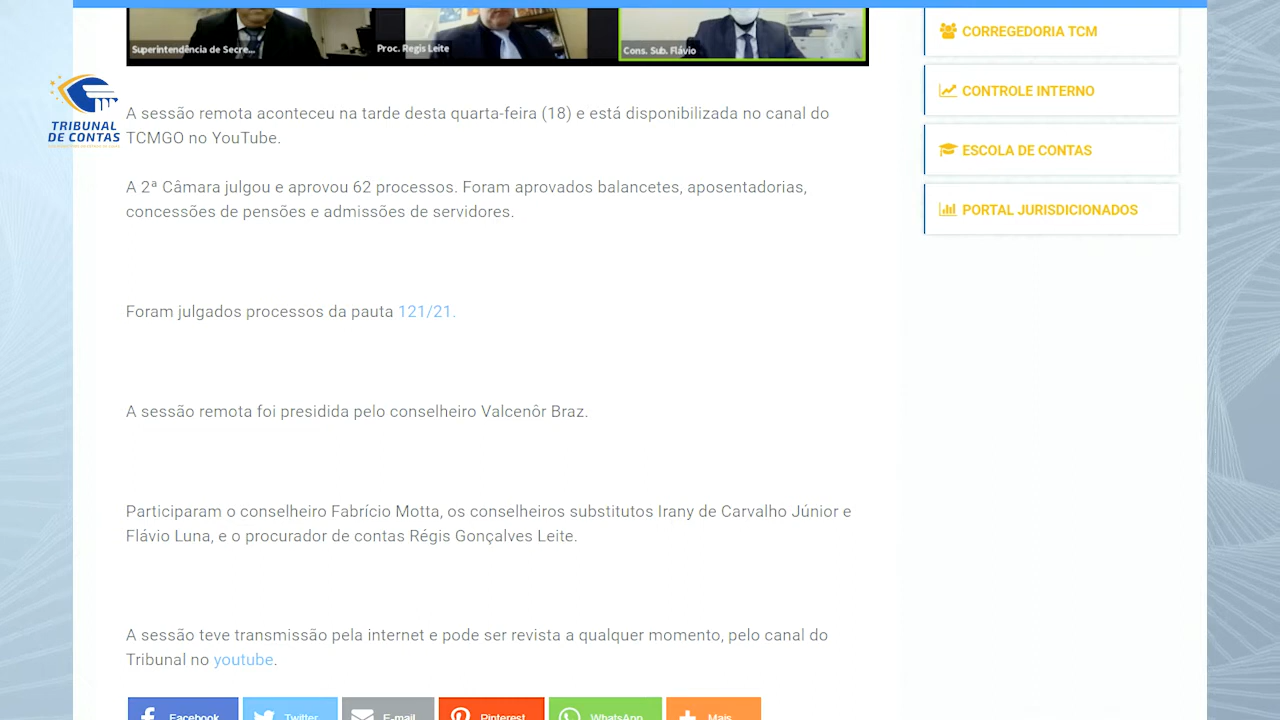 Superintendência de Secre...
Proc. Regis Leite
Cons. Sub. Flávio
TRIBUNAL
DE CONTAS
A sessão remota aconteceu na tarde desta quarta-feira (18) e está disponibilizada no canal do
TCMGO no YouTube.
A 2ª Câmara julgou e aprovou 62 processos. Foram aprovados balancetes, aposentadorias,
concessões de pensões e admissões de servidores.
Foram julgados processos da pauta 121/21.
A sessão remota foi presidida pelo conselheiro Valcenôr Braz.
Participaram o conselheiro Fabrício Motta, os conselheiros substitutos Irany de Carvalho Júnior e
Flávio Luna, e o procurador de contas Régis Gonçalves Leite.
A sessão teve transmissão pela internet e pode ser revista a qualquer momento, pelo canal do
Tribunal no youtube.
Facebook
Twitter
E-mail
Pinterest
WhatsApp
Mais
CORREGEDORIA TCM
CONTROLE INTERNO
ESCOLA DE CONTAS
PORTAL JURISDICIONADOS